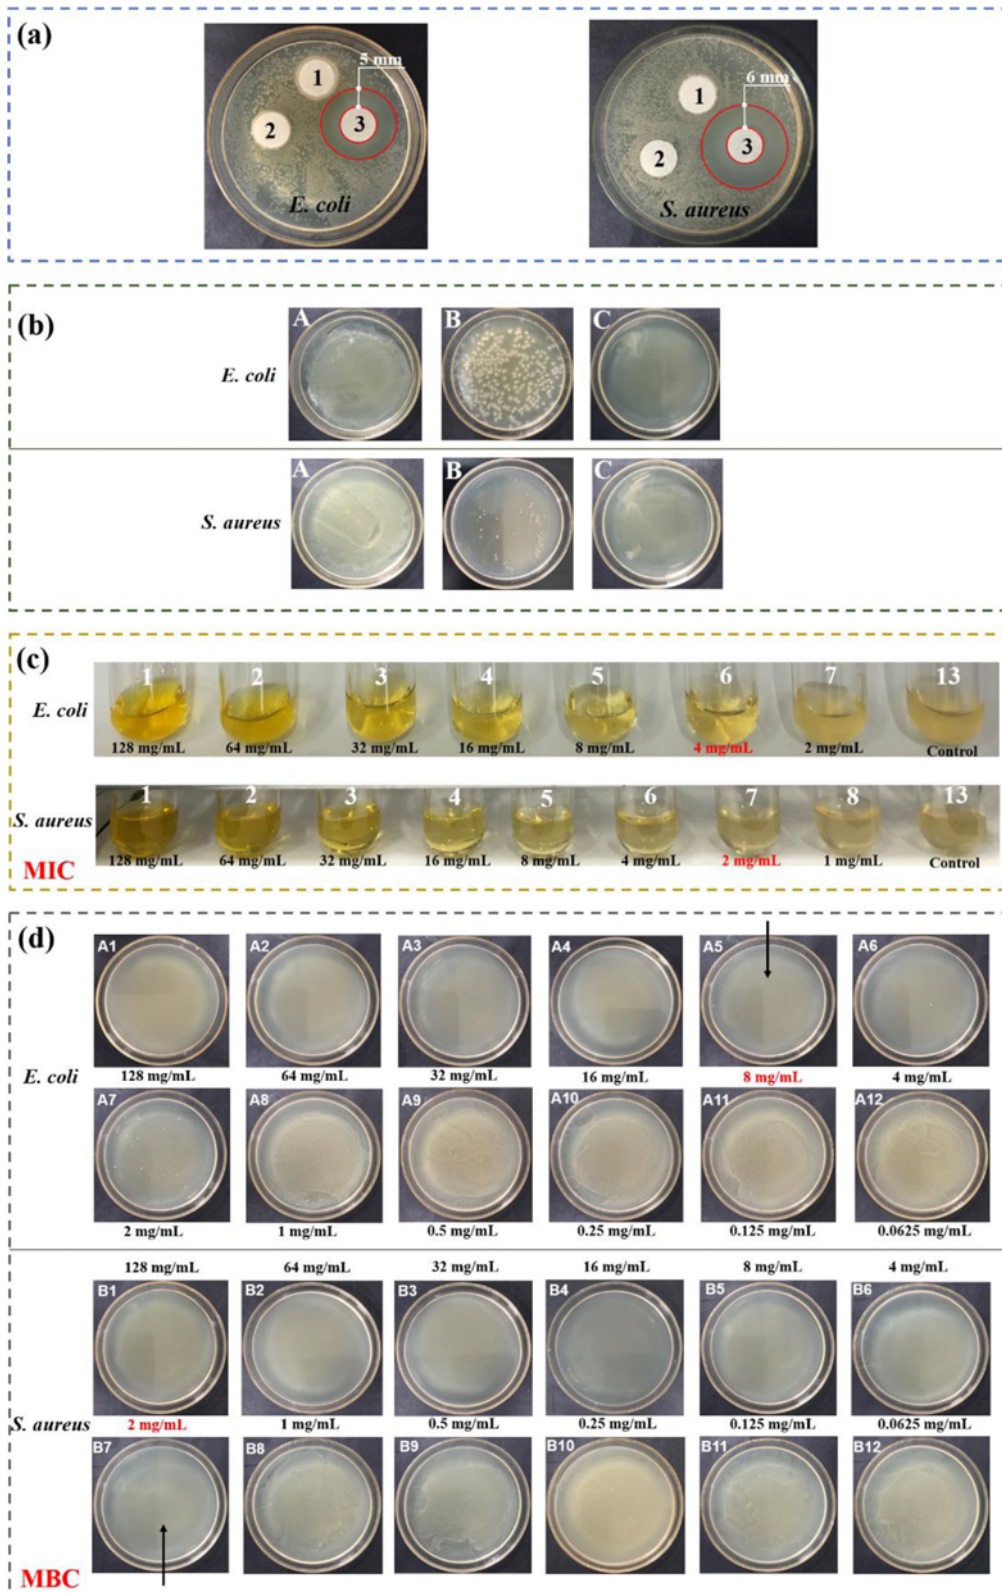 (a)
1
2
3
5 mm
E. coli
1
2
3
6 mm
S. aureus
(b)
A B C
E. coli
A B C
S. aureus
(c)
1 2 3 4 5 6 7 13
E. coli
128 mg/mL 64 mg/mL 32 mg/mL 16 mg/mL 8 mg/mL 4 mg/mL 2 mg/mL Control
1 2 3 4 5 6 7 8 13
S. aureus
128 mg/mL 64 mg/mL 32 mg/mL 16 mg/mL 8 mg/mL 4 mg/mL 2 mg/mL 1 mg/mL Control
MIC
(d)
A1 A2 A3 A4 A5 A6
128 mg/mL 64 mg/mL 32 mg/mL 16 mg/mL 8 mg/mL 4 mg/mL
E. coli
A7 A8 A9 A10 A11 A12
2 mg/mL 1 mg/mL 0.5 mg/mL 0.25 mg/mL 0.125 mg/mL 0.0625 mg/mL
128 mg/mL 64 mg/mL 32 mg/mL 16 mg/mL 8 mg/mL 4 mg/mL
B1 B2 B3 B4 B5 B6
S. aureus
2 mg/mL 1 mg/mL 0.5 mg/mL 0.25 mg/mL 0.125 mg/mL 0.0625 mg/mL
B7 B8 B9 B10 B11 B12
MBC